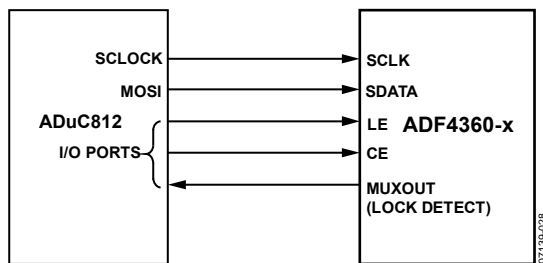 SCLOCK
MOSI
ADuC812
I/O PORTS
SCLK
SDATA
LE
ADF4360-x
CE
MUXOUT
(LOCK DETECT)
07139-028